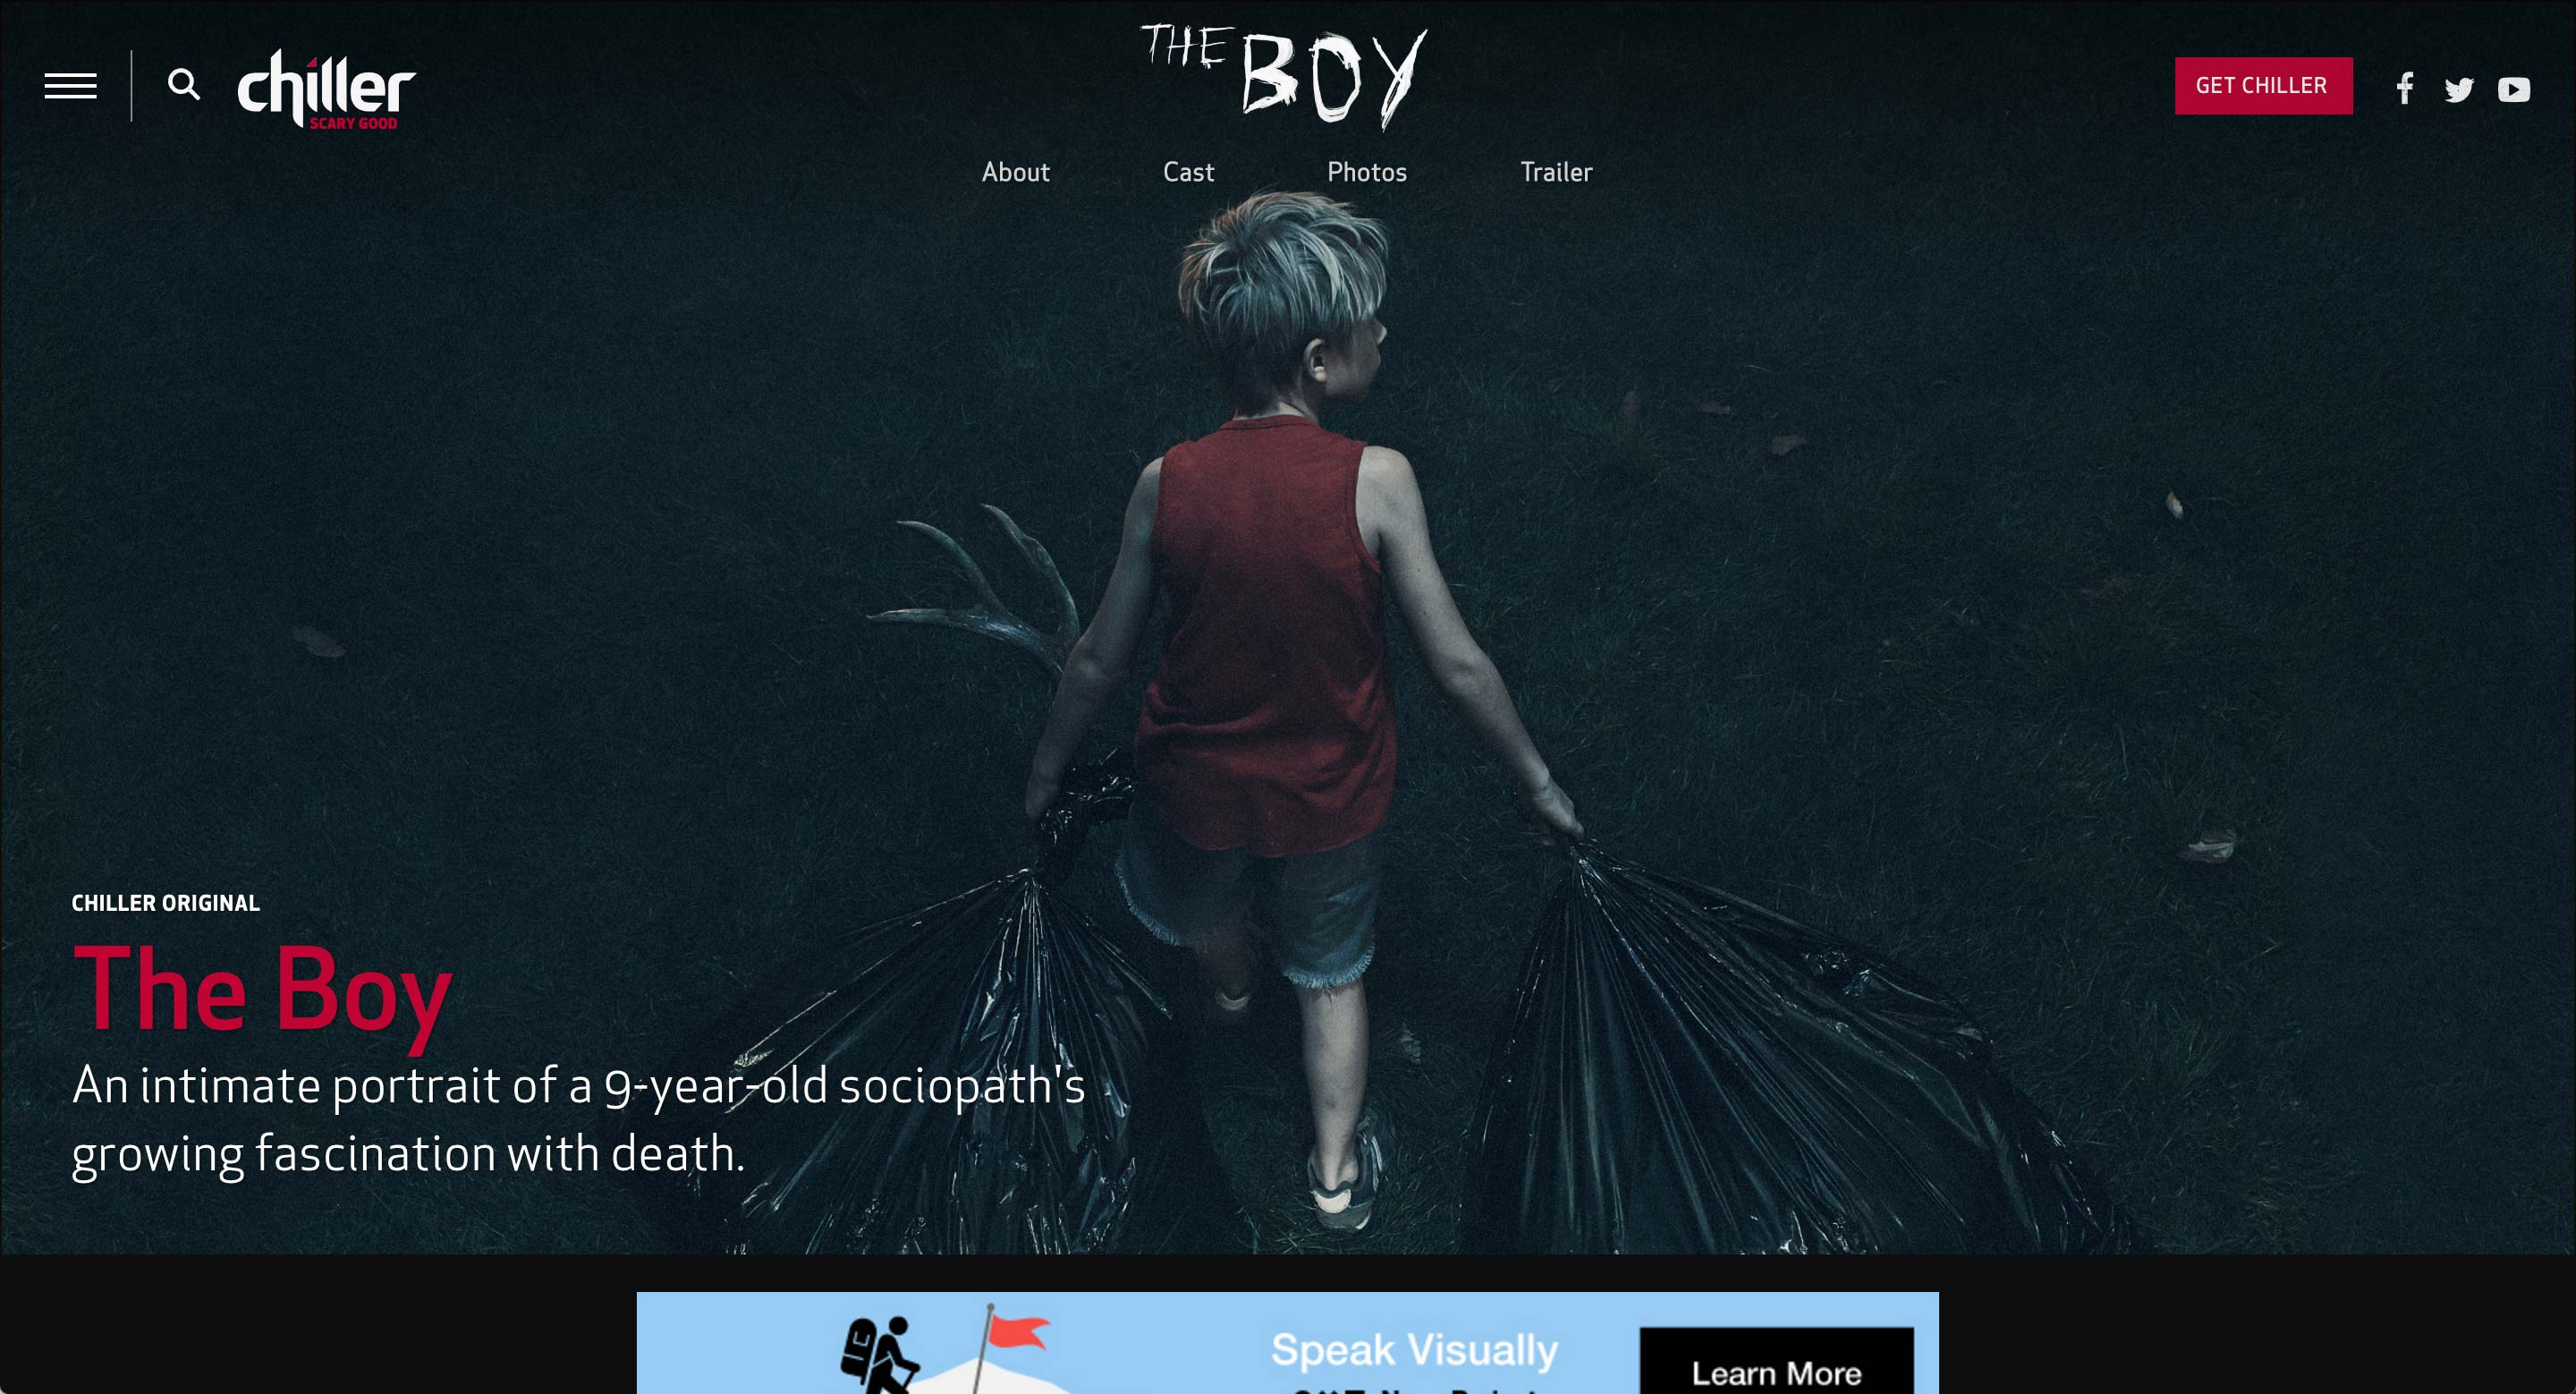 chiller
SCARY GOOD
THE BOY
GET CHILLER
About
Cast
Photos
Trailer
CHILLER ORIGINAL
The Boy
An intimate portrait of a 9-year-old sociopath's
growing fascination with death.
Speak Visually
Learn More